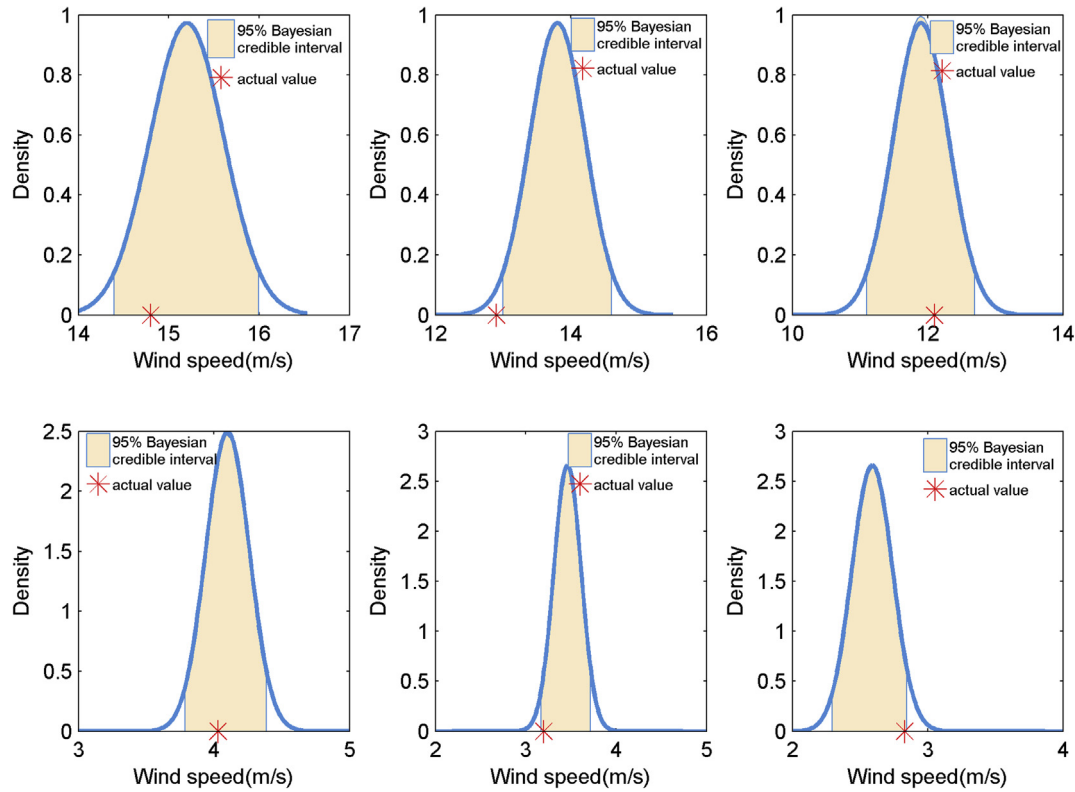 1
0.8
0.6
0.4
0.2
0
Density
14 15 16 17
Wind speed(m/s)
95% Bayesian
credible interval
actual value
1
0.8
0.6
0.4
0.2
0
Density
12 14 16
Wind speed(m/s)
95% Bayesian
credible interval
actual value
1
0.8
0.6
0.4
0.2
0
Density
10 12 14
Wind speed(m/s)
95% Bayesian
credible interval
actual value
2.5
2
1.5
1
0.5
0
Density
3 4 5
Wind speed(m/s)
95% Bayesian
credible interval
actual value
3
2.5
2
1.5
1
0.5
0
Density
2 3 4 5
Wind speed(m/s)
95% Bayesian
credible interval
actual value
3
2.5
2
1.5
1
0.5
0
Density
2 3 4
Wind speed(m/s)
95% Bayesian
credible interval
actual value